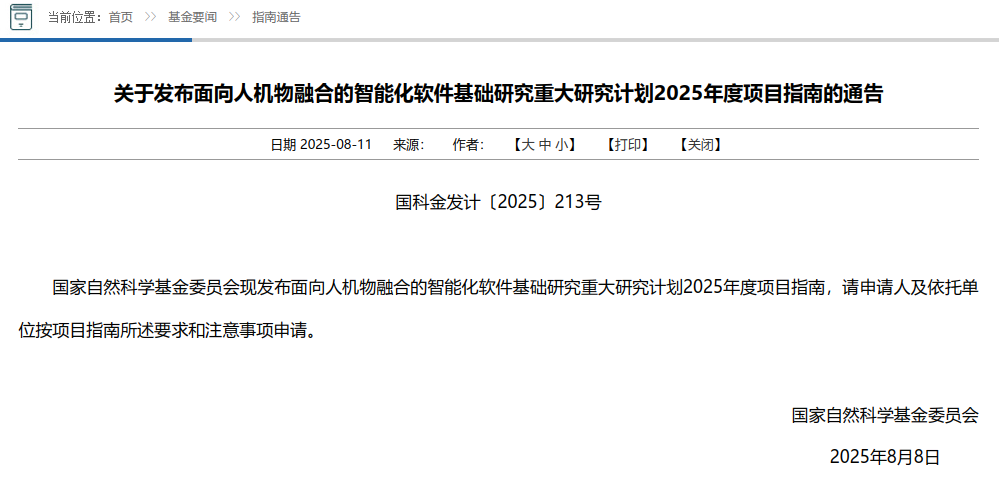 当前位置：首页 >> 基金要闻 >> 指南通告
关于发布面向人机物融合的智能化软件基础研究重大研究计划2025年度项目指南的通告
日期 2025-08-11 来源： 作者： 【大 中 小】 【打印】 【关闭】
国科金发计〔2025〕213号
国家自然科学基金委员会现发布面向人机物融合的智能化软件基础研究重大研究计划2025年度项目指南，请申请人及依托单
位按项目指南所述要求和注意事项申请。
国家自然科学基金委员会
2025年8月8日